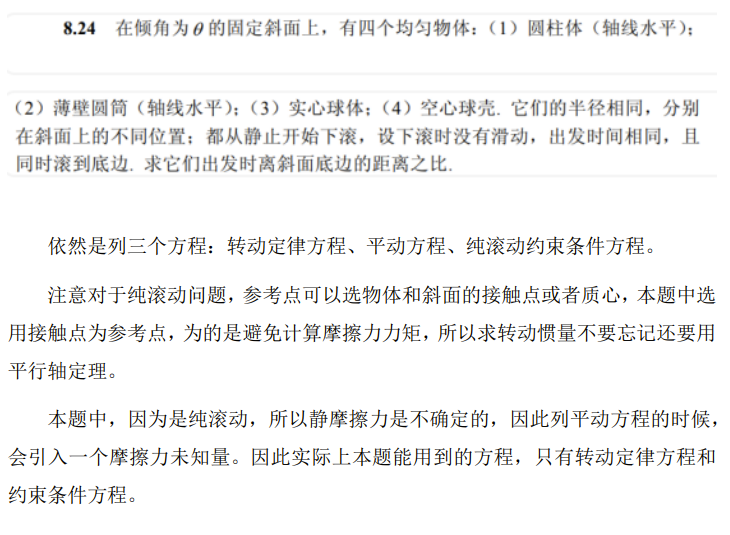 8.24 在倾角为θ的固定斜面上，有四个均匀物体：（1）圆柱体（轴线水平）；
（2）薄壁圆筒（轴线水平）；（3）实心球体；（4）空心球壳. 它们的半径相同，分别
在斜面上的不同位置；都从静止开始下滚，设下滚时没有滑动，出发时间相同，且
同时滚到底边. 求它们出发时离斜面底边的距离之比.
依然是列三个方程：转动定律方程、平动方程、纯滚动约束条件方程。
注意对于纯滚动问题，参考点可以选物体和斜面的接触点或者质心，本题中选
用接触点为参考点，为的是避免计算摩擦力力矩，所以求转动惯量不要忘记还要用
平行轴定理。
本题中，因为是纯滚动，所以静摩擦力是不确定的，因此列平动方程的时候，
会引入一个摩擦力未知量。因此实际上本题能用到的方程，只有转动定律方程和
约束条件方程。